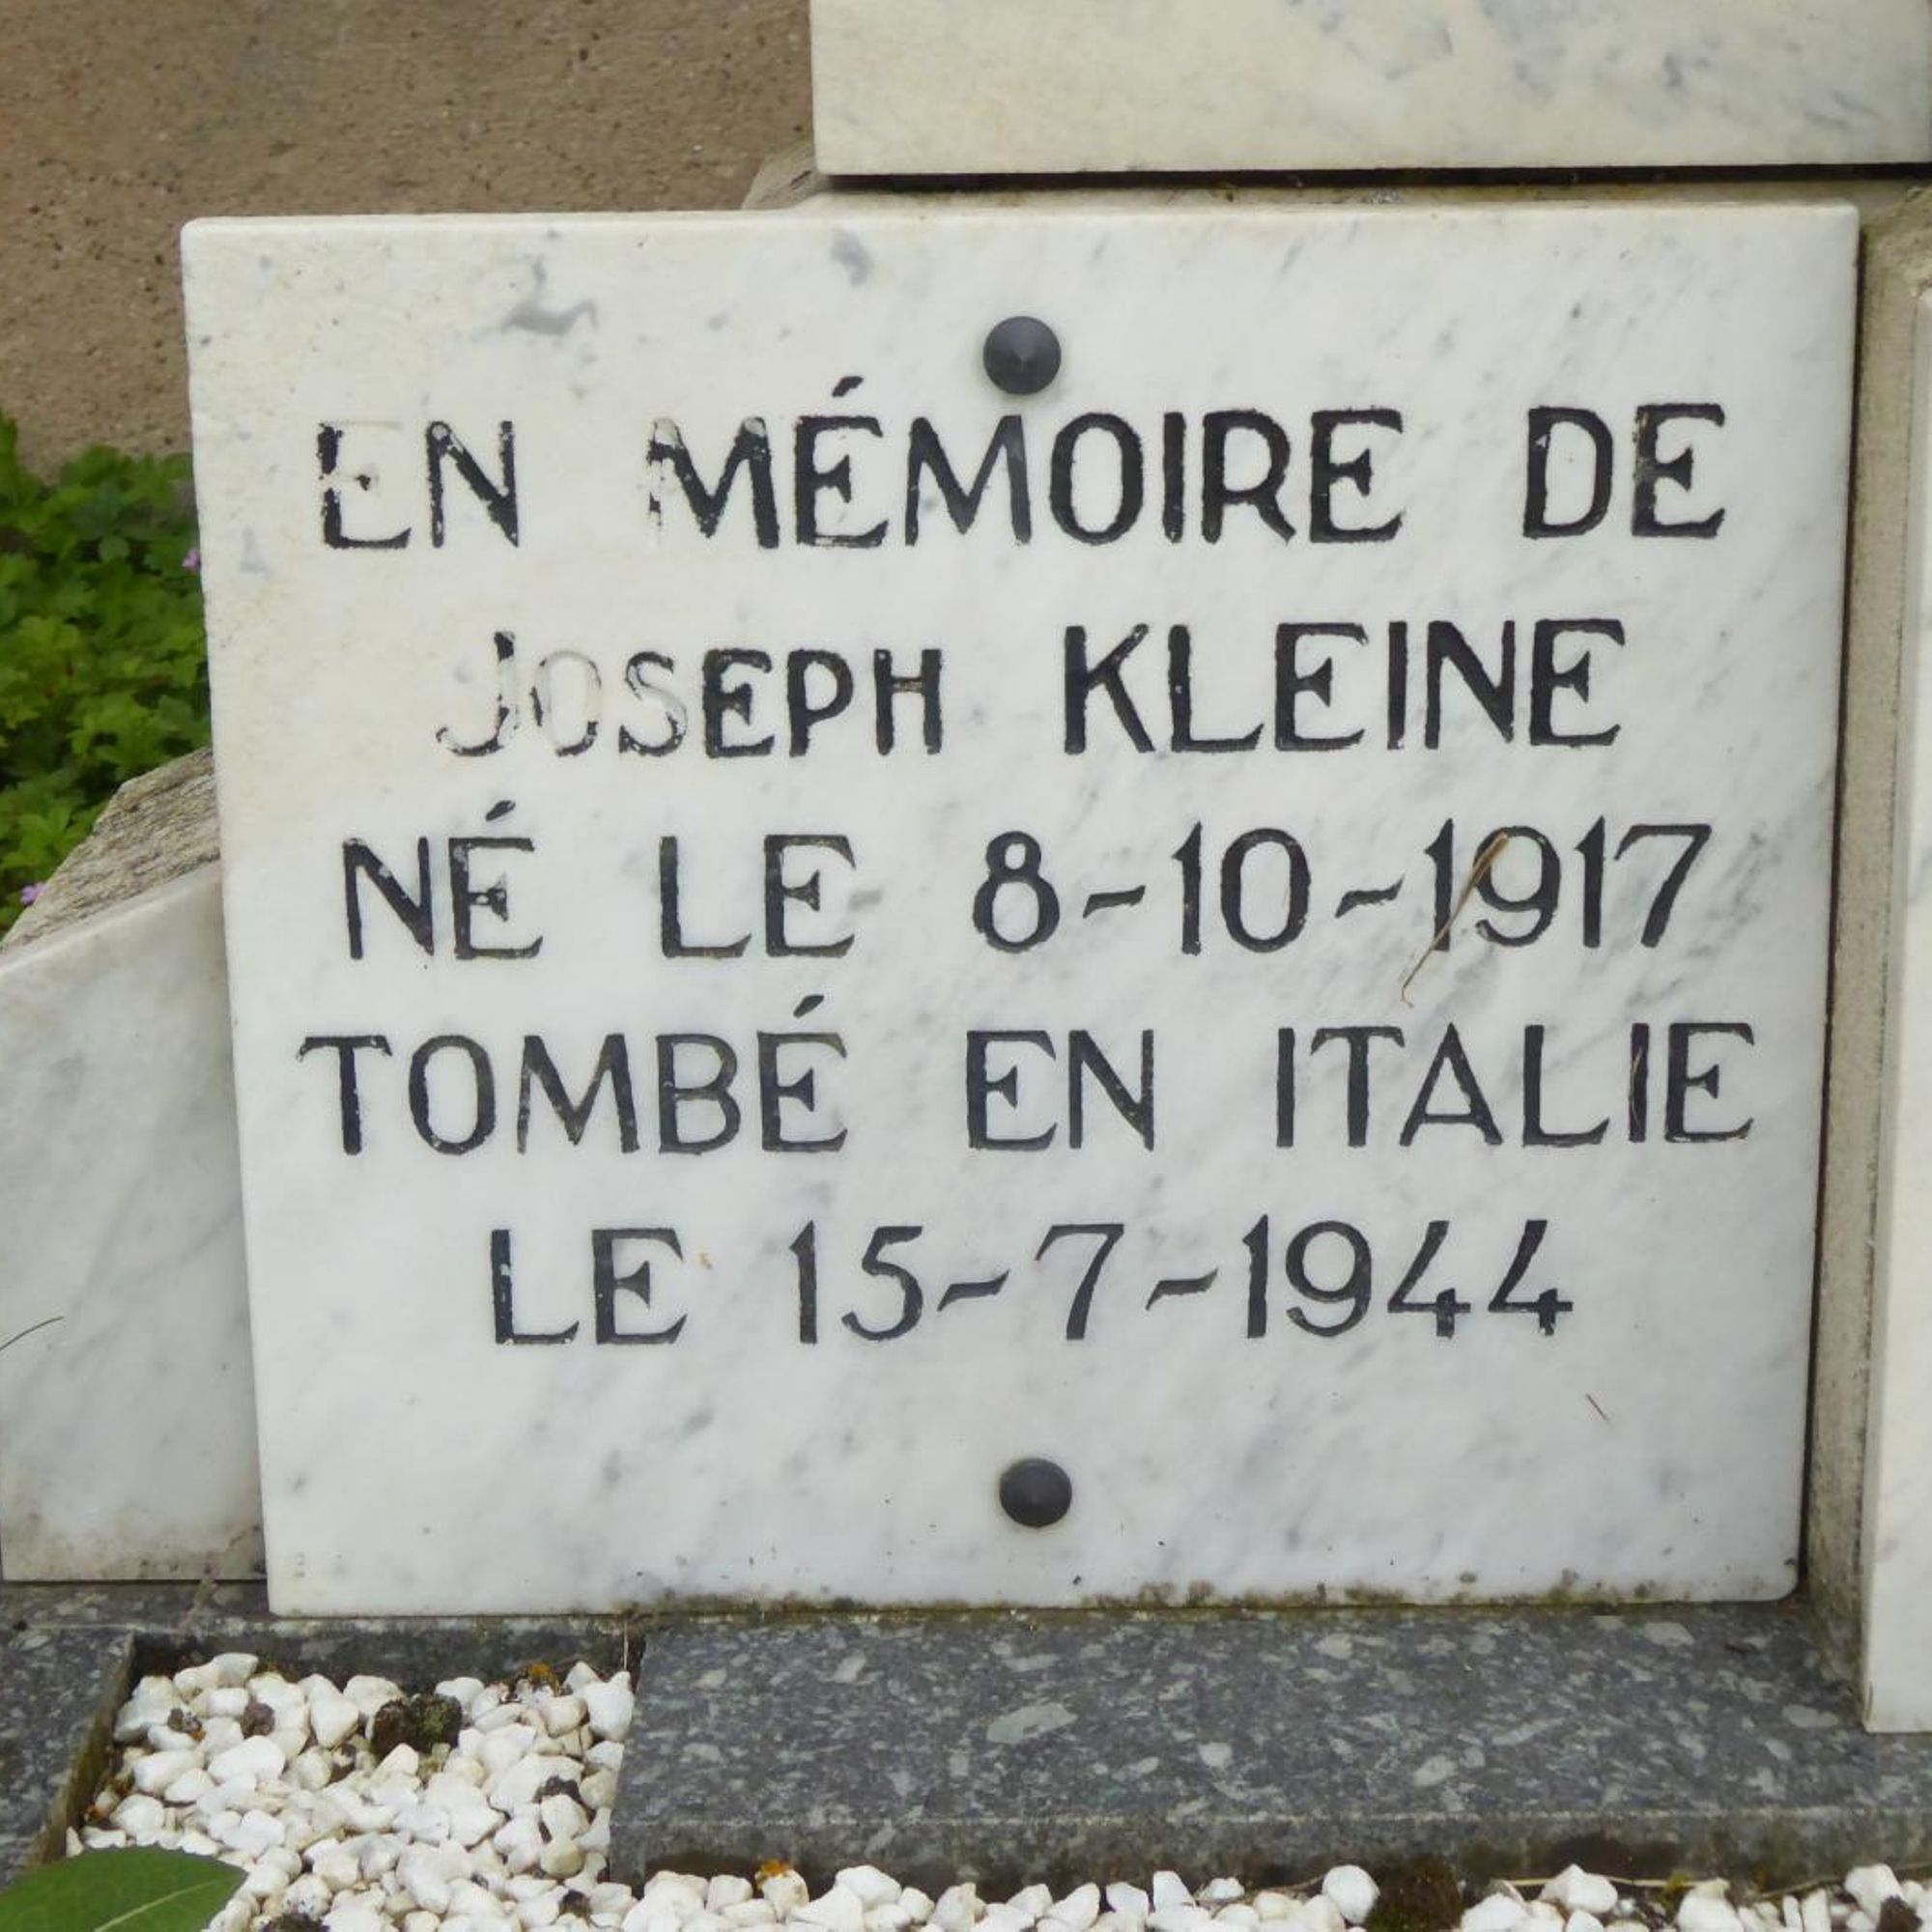 EN MÉMOIRE DE
JOSEPH KLEINE
NÉ LE 8-10-1917
TOMBÉ EN ITALIE
LE 15-7-1944